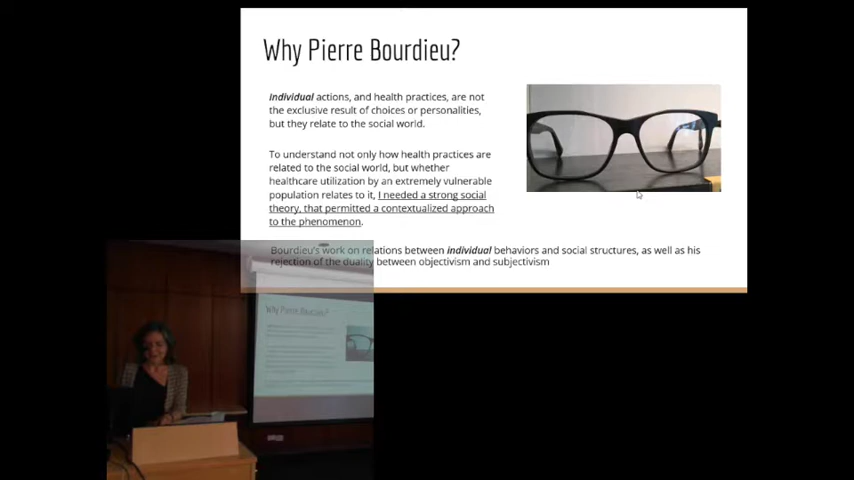 Why Pierre Bourdieu?
Individual actions, and health practices, are not
the exclusive result of choices or personalities,
but they relate to the social world.
To understand not only how health practices are
related to the social world, but whether
healthcare utilization by an extremely vulnerable
population relates to it, I needed a strong social
theory, that permitted a contextualized approach
to the phenomenon.
Bourdieu's work on relations between individual behaviors and social structures, as well as his
rejection of the duality between objectivism and subjectivism
Why Pierre Bourdieu?